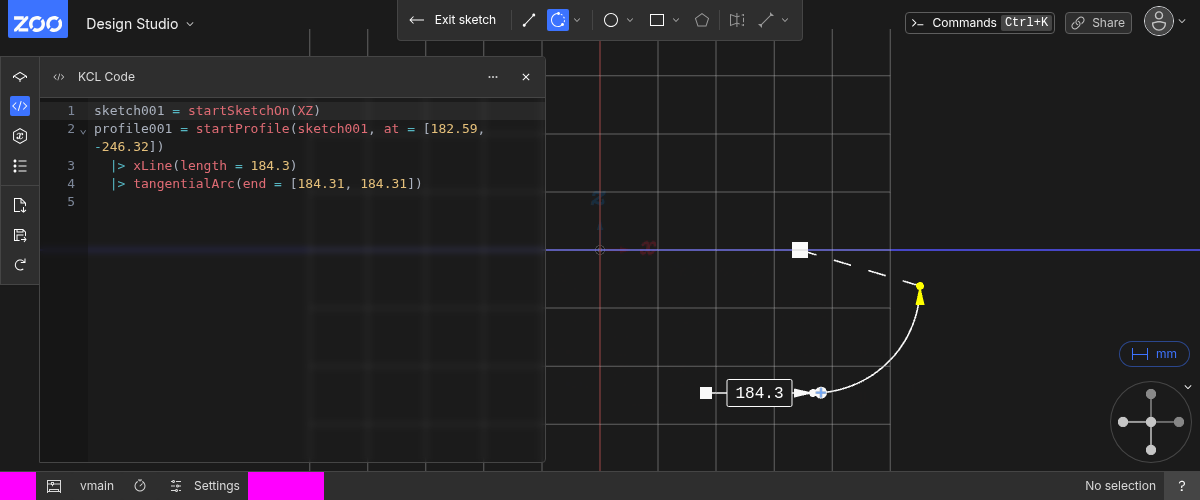 ZOO
Design Studio
Exit sketch
Commands Ctrl+K
Share
KCL Code
1 sketch001 = startSketchOn(XZ)
2 profile001 = startProfile(sketch001, at = [182.59,
-246.32])
3 |> xLine(length = 184.3)
4 |> tangentialArc(end = [184.31, 184.31])
5
z
x
184.3
mm
vmain
Settings
No selection
?